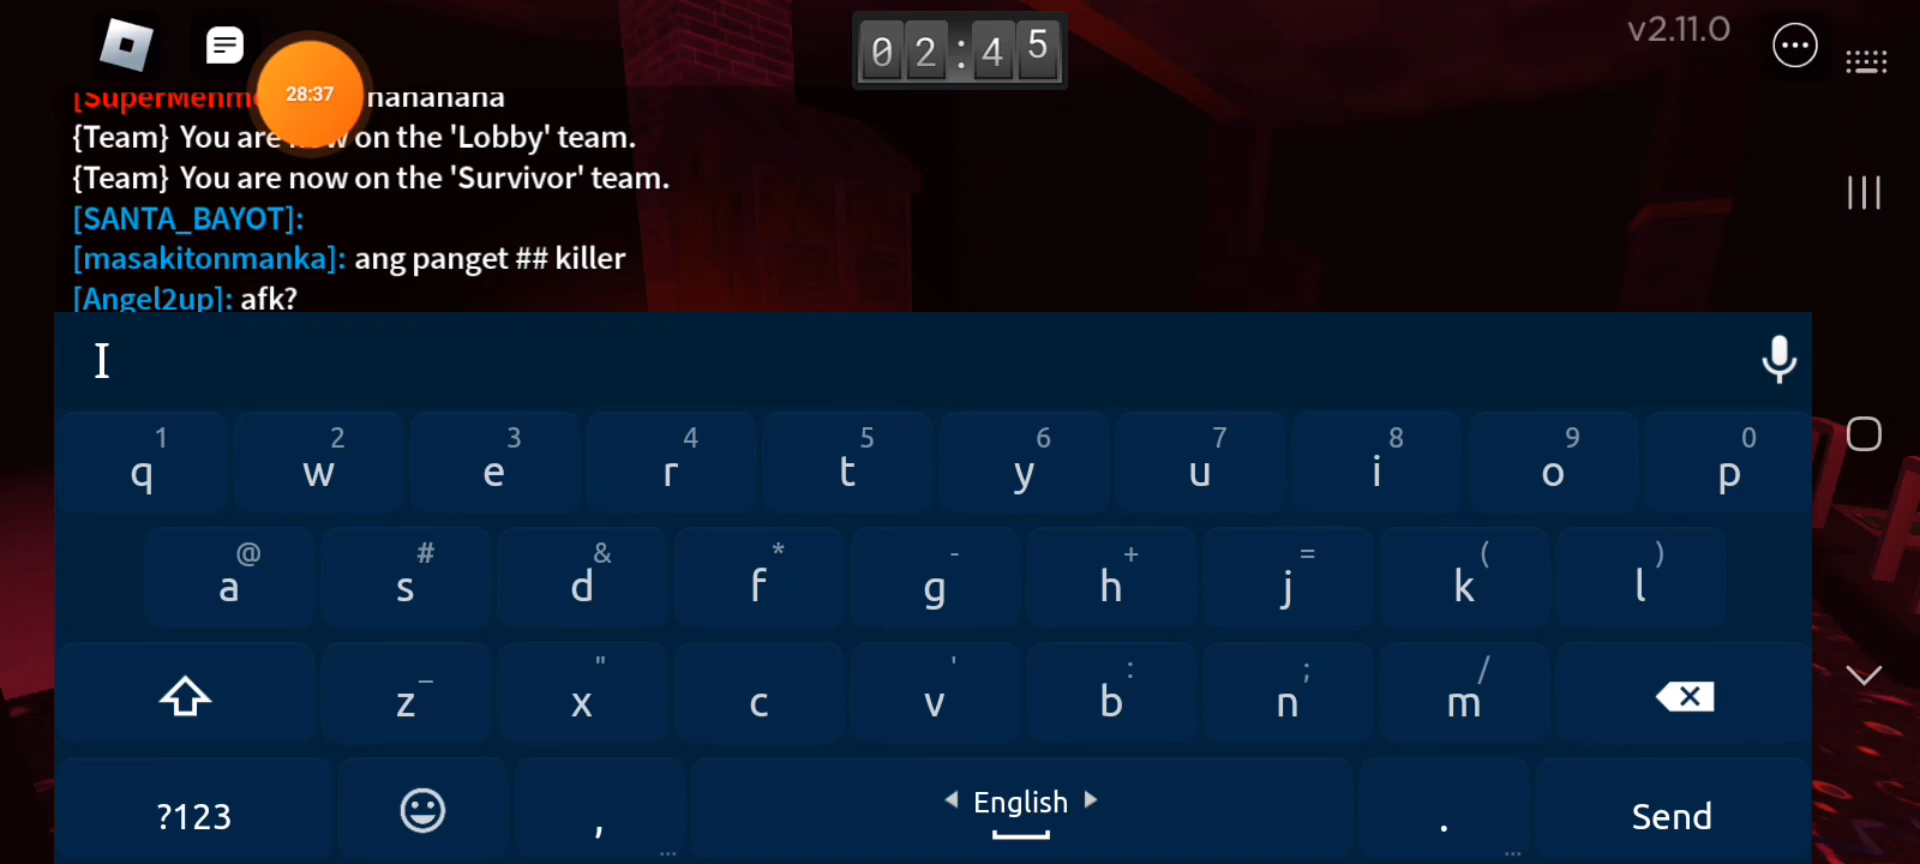 02:45
v2.11.0
28:37
nananana
{Team} You are now on the 'Lobby' team.
{Team} You are now on the 'Survivor' team.
[SANTA_BAYOT]:
[masakitonmanka]: ang panget ## killer
[Angel2up]: afk?
I
1 2 3 4 5 6 7 8 9 0
q w e r t y u i o p
@ # & * - + = ( )
a s d f g h j k l
_ " ' : ; /
z x c v b n m
?123 , English . Send